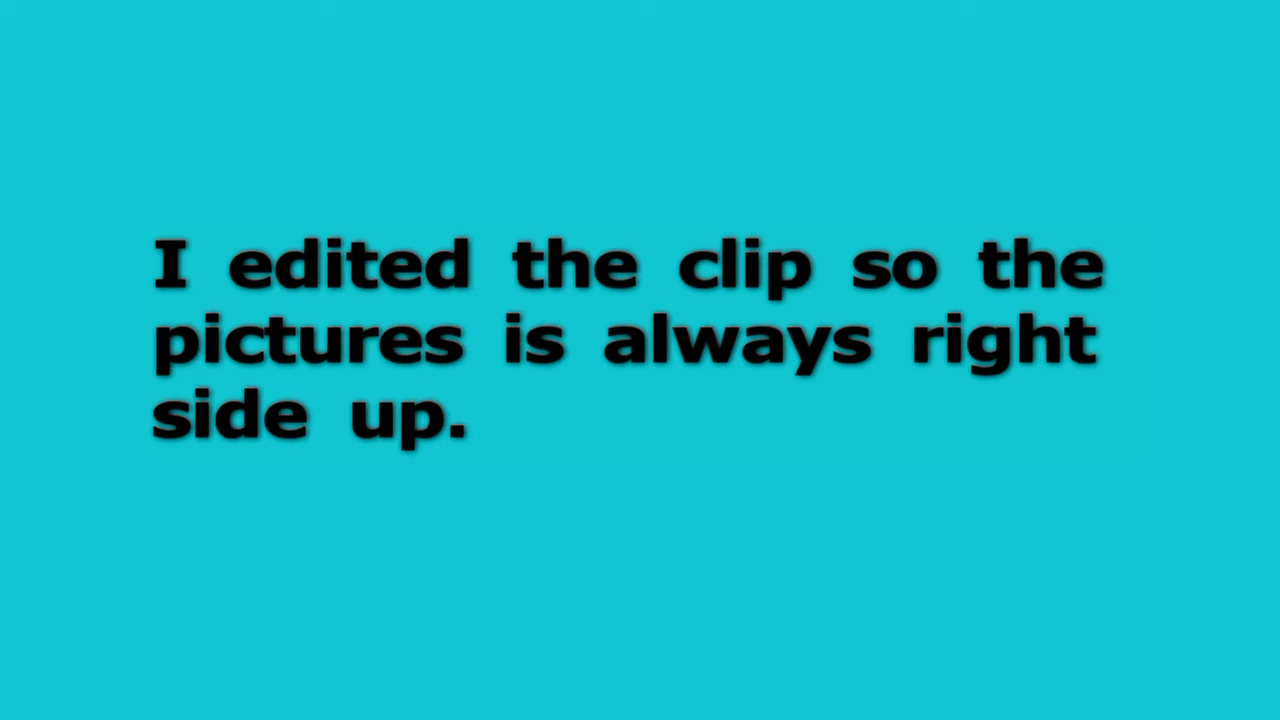 I edited the clip so the
pictures is always right
side up.